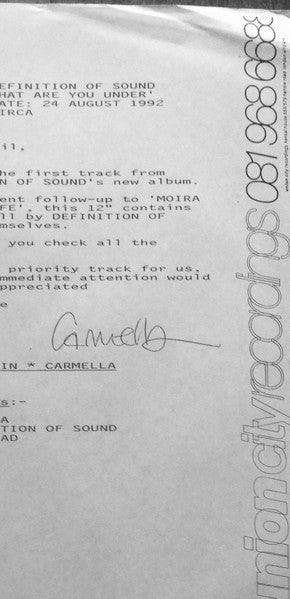 EFINITION OF SOUND
HAT ARE YOU UNDER'
ATE: 24 AUGUST 1992
IRCA
il,
he first track from
N OF SOUND's new album.
ent follow-up to 'MOIRA
FE', this 12" contains
ll by DEFINITION OF
mselves.
you check all the
priority track for us,
mmediate attention would
ppreciated
e
Carmella
IN * CARMELLA
s:-
A
TION OF SOUND
AD
union city recordings 081 968 6688